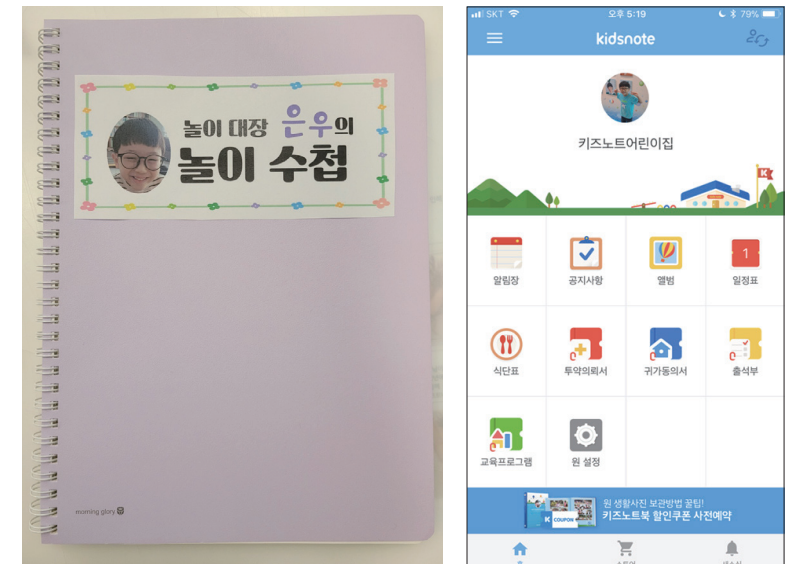 놀이 대장 은우의
놀이 수첩
morning glory
SKT
오후 5:19
79%
kidsnote
키즈노트어린이집
K
알림장
공지사항
앨범
1
일정표
식단표
투약의뢰서
귀가동의서
출석부
교육프로그램
원 설정
K COUPON
원 생활사진 보관방법 꿀팁!
키즈노트북 할인쿠폰 사전예약